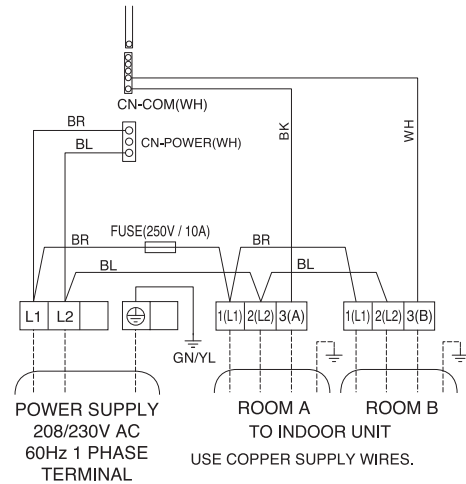 CN-COM(WH)
BR
CN-POWER(WH)
BL
BK
WH
FUSE(250V / 10A)
BR
BR
BL
BL
L1
L2
1(L1)
2(L2)
3(A)
1(L1)
2(L2)
3(B)
GN/YL
POWER SUPPLY
208/230V AC
60Hz 1 PHASE
TERMINAL
ROOM A
ROOM B
TO INDOOR UNIT
USE COPPER SUPPLY WIRES.